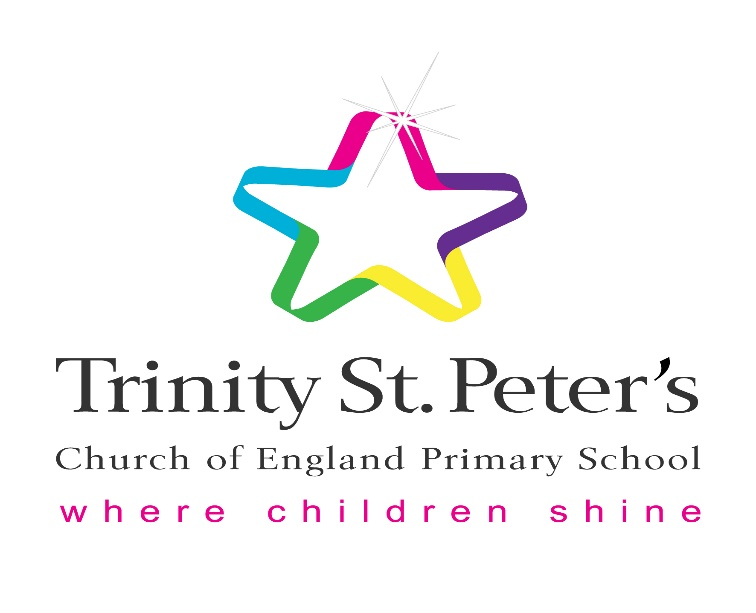 Trinity St. Peter's
Church of England Primary School
where children shine